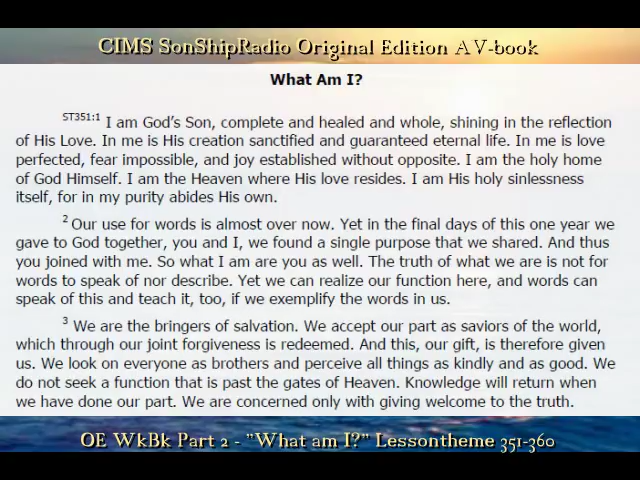 CIMS SonShipRadio Original Edition AV-book
What Am I?
ST351:1 I am God's Son, complete and healed and whole, shining in the reflection
of His Love. In me is His creation sanctified and guaranteed eternal life. In me is love
perfected, fear impossible, and joy established without opposite. I am the holy home
of God Himself. I am the Heaven where His love resides. I am His holy sinlessness
itself, for in my purity abides His own.
2 Our use for words is almost over now. Yet in the final days of this one year we
gave to God together, you and I, we found a single purpose that we shared. And thus
you joined with me. So what I am are you as well. The truth of what we are is not for
words to speak of nor describe. Yet we can realize our function here, and words can
speak of this and teach it, too, if we exemplify the words in us.
3 We are the bringers of salvation. We accept our part as saviors of the world,
which through our joint forgiveness is redeemed. And this, our gift, is therefore given
us. We look on everyone as brothers and perceive all things as kindly and as good. We
do not seek a function that is past the gates of Heaven. Knowledge will return when
we have done our part. We are concerned only with giving welcome to the truth.
OE WkBk Part 2 - "What am I?" Lessontheme 351-360